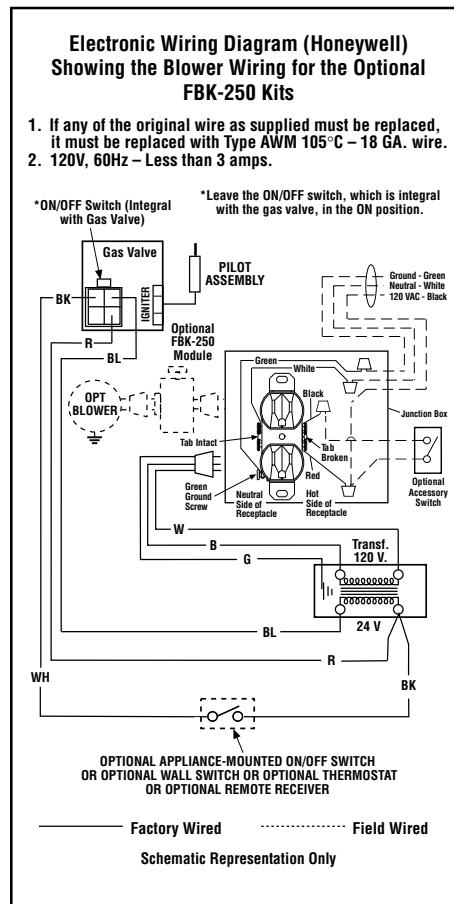 Electronic Wiring Diagram (Honeywell)
Showing the Blower Wiring for the Optional
FBK-250 Kits
1. If any of the original wire as supplied must be replaced,
it must be replaced with Type AWM 105°C – 18 GA. wire.
2. 120V, 60Hz – Less than 3 amps.
*ON/OFF Switch (Integral
with Gas Valve)
*Leave the ON/OFF switch, which is integral
with the gas valve, in the ON position.
Gas Valve
IGNITER
PILOT
ASSEMBLY
Ground - Green
Neutral - White
120 VAC - Black
BK
R
BL
Optional
FBK-250
Module
OPT
BLOWER
Green
White
Black
Junction Box
Tab Intact
Tab
Broken
Red
Green
Ground
Screw
Neutral
Side of
Receptacle
Hot
Side of
Receptacle
Optional
Accessory
Switch
W
B
G
Transf.
120 V.
24 V
BL
R
WH
BK
OPTIONAL APPLIANCE-MOUNTED ON/OFF SWITCH
OR OPTIONAL WALL SWITCH OR OPTIONAL THERMOSTAT
OR OPTIONAL REMOTE RECEIVER
Factory Wired
Field Wired
Schematic Representation Only